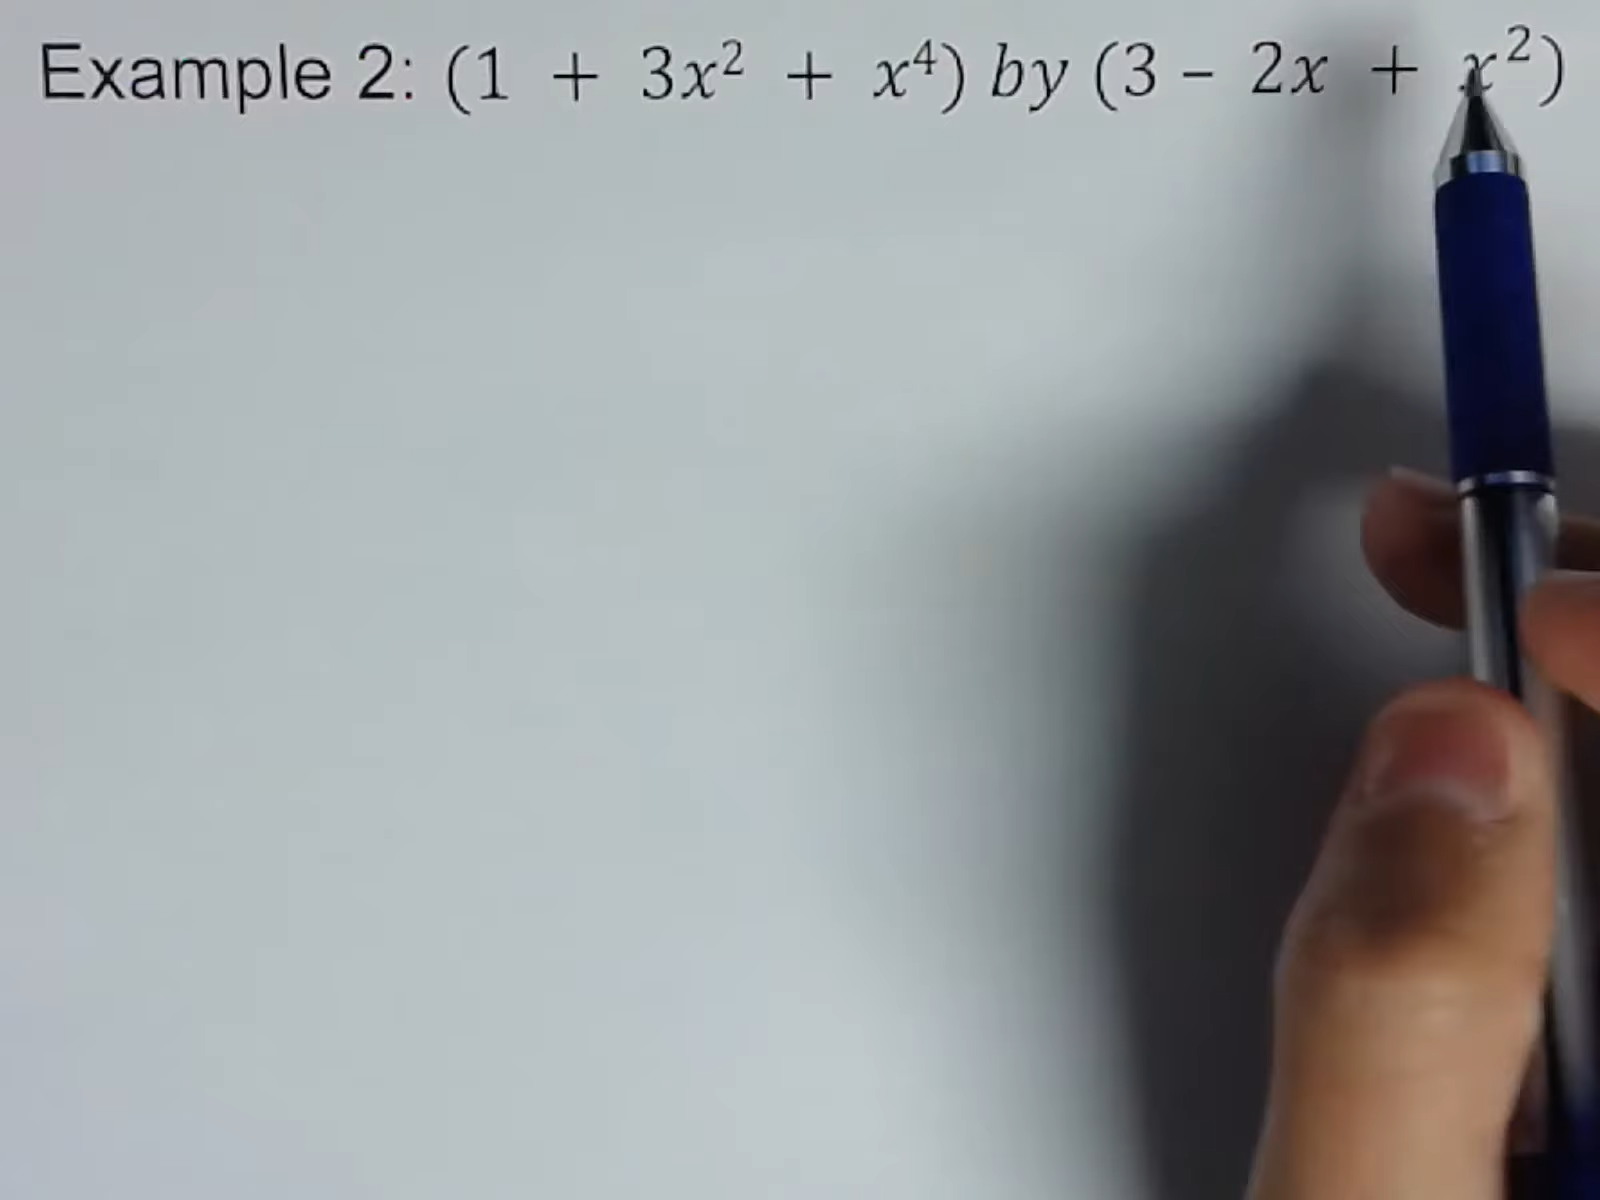 Example 2: (1 + 3x² + x⁴) by (3 – 2x + x²)